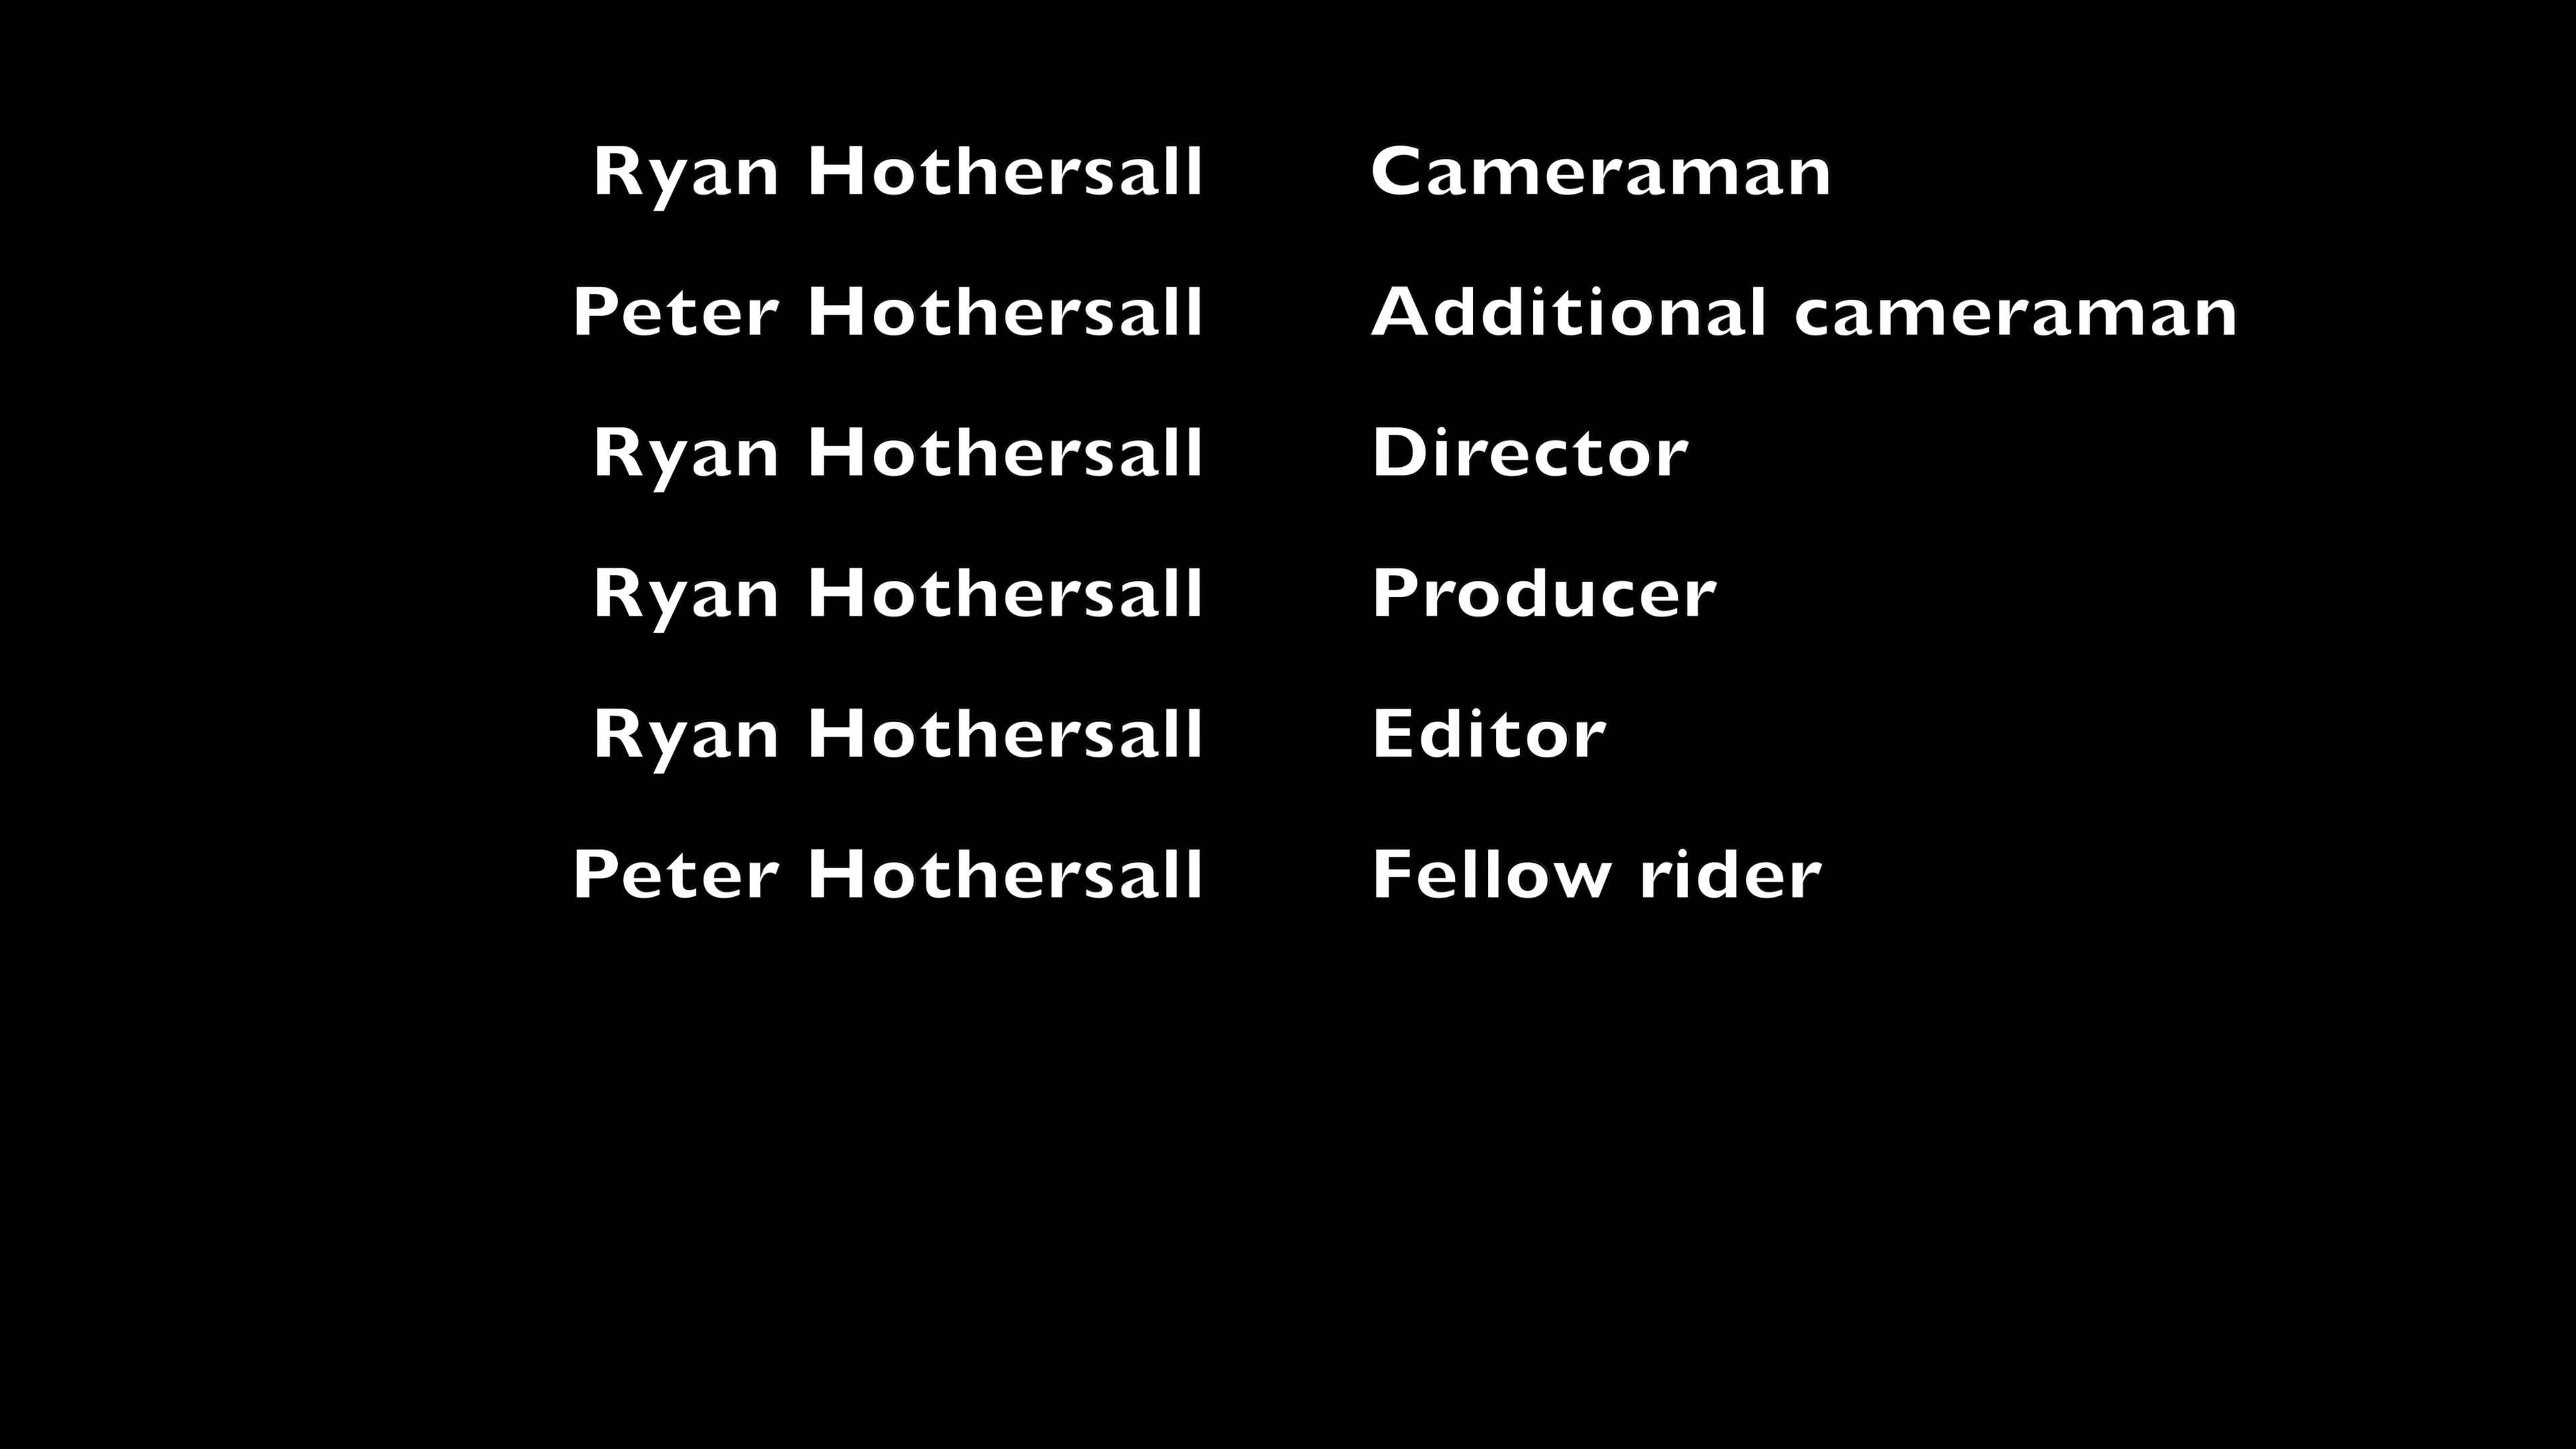 Ryan Hothersall Cameraman
Peter Hothersall Additional cameraman
Ryan Hothersall Director
Ryan Hothersall Producer
Ryan Hothersall Editor
Peter Hothersall Fellow rider